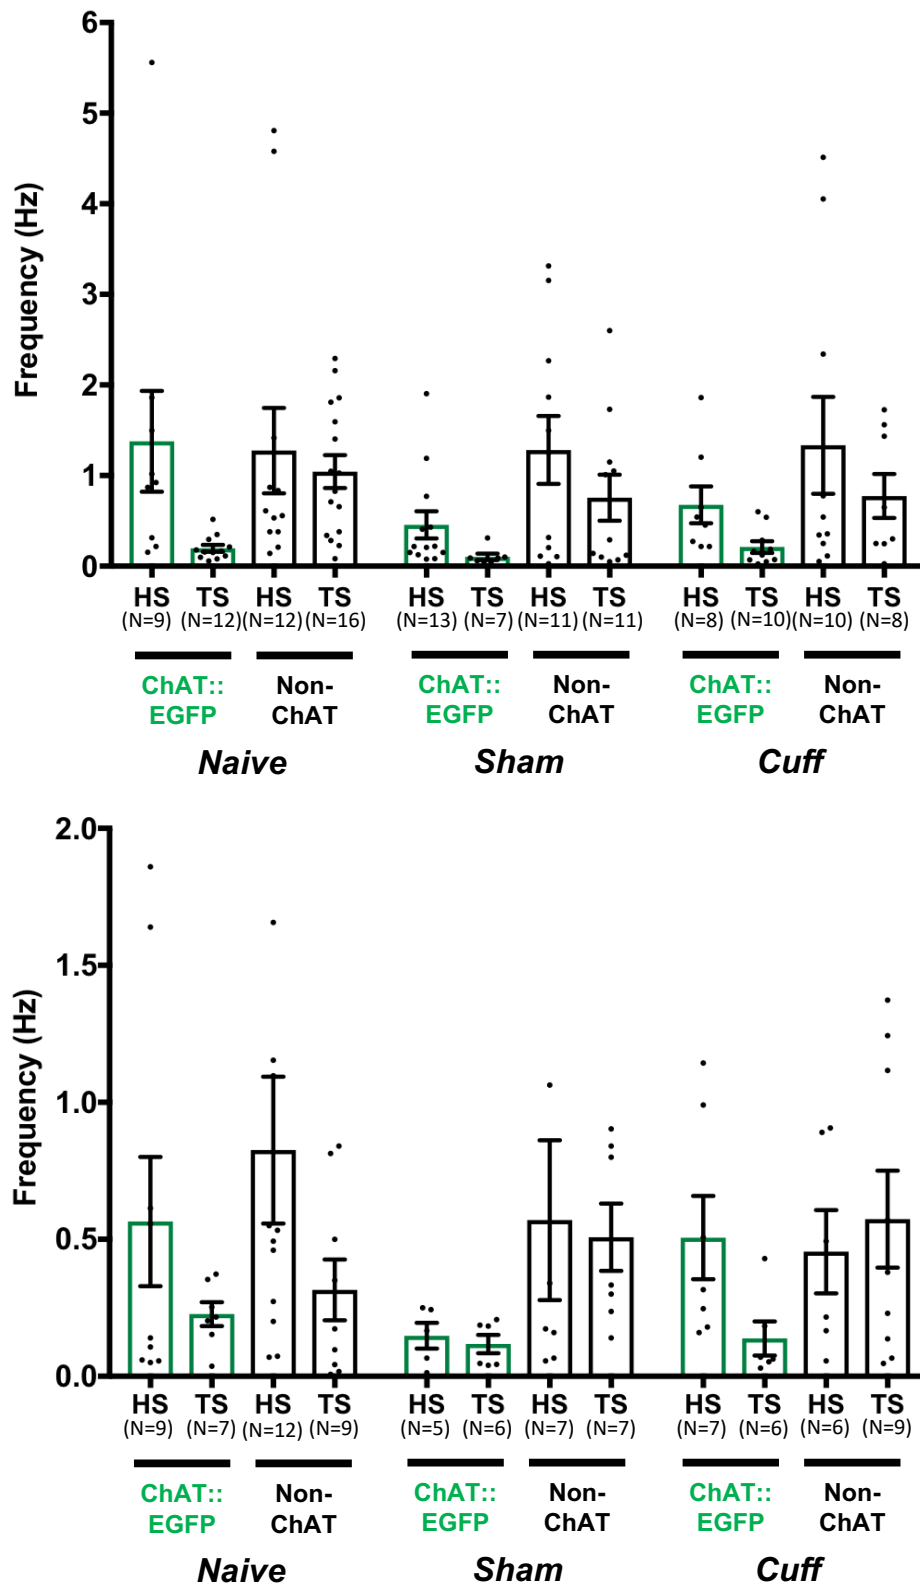 6
5
4
3
2
1
0
Frequency (Hz)
HS TS HS TS HS TS HS TS HS TS HS TS
(N=9) (N=12) (N=12) (N=16) (N=13) (N=7) (N=11) (N=11) (N=8) (N=10) (N=10) (N=8)
ChAT:: Non- ChAT:: Non- ChAT:: Non-
EGFP ChAT EGFP ChAT EGFP ChAT
Naive Sham Cuff
2.0
1.5
1.0
0.5
0.0
Frequency (Hz)
HS TS HS TS HS TS HS TS HS TS HS TS
(N=9) (N=7) (N=12) (N=9) (N=5) (N=6) (N=7) (N=7) (N=7) (N=6) (N=6) (N=9)
ChAT:: Non- ChAT:: Non- ChAT:: Non-
EGFP ChAT EGFP ChAT EGFP ChAT
Naive Sham Cuff